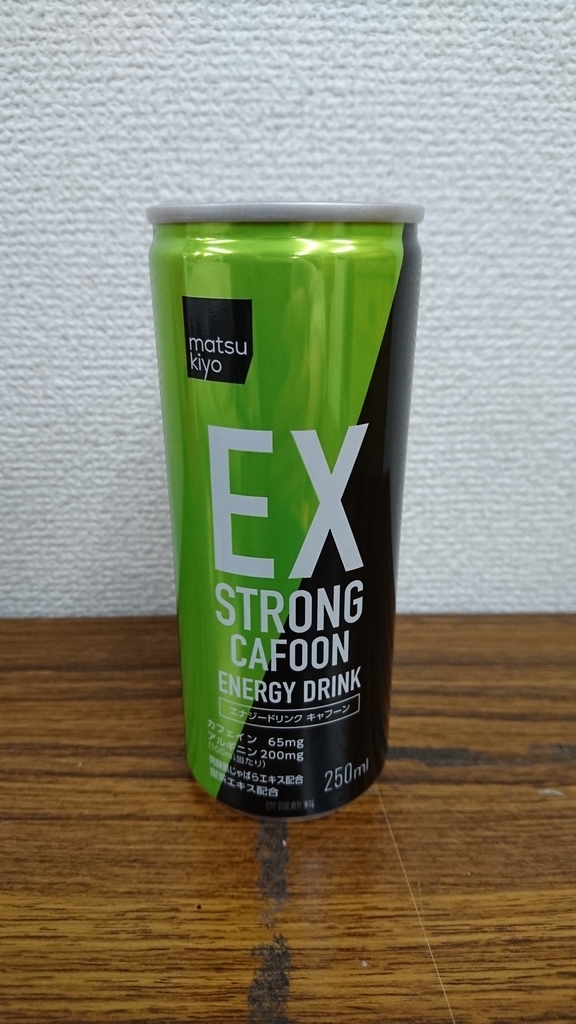 matsu
kiyo
EX
STRONG
CAFOON
ENERGY DRINK
エナジードリンク キャフーン
カフェイン 65mg
アルギニン 200mg
(100ml当たり)
じゃばらエキス配合
エキス配合
250ml
炭酸飲料